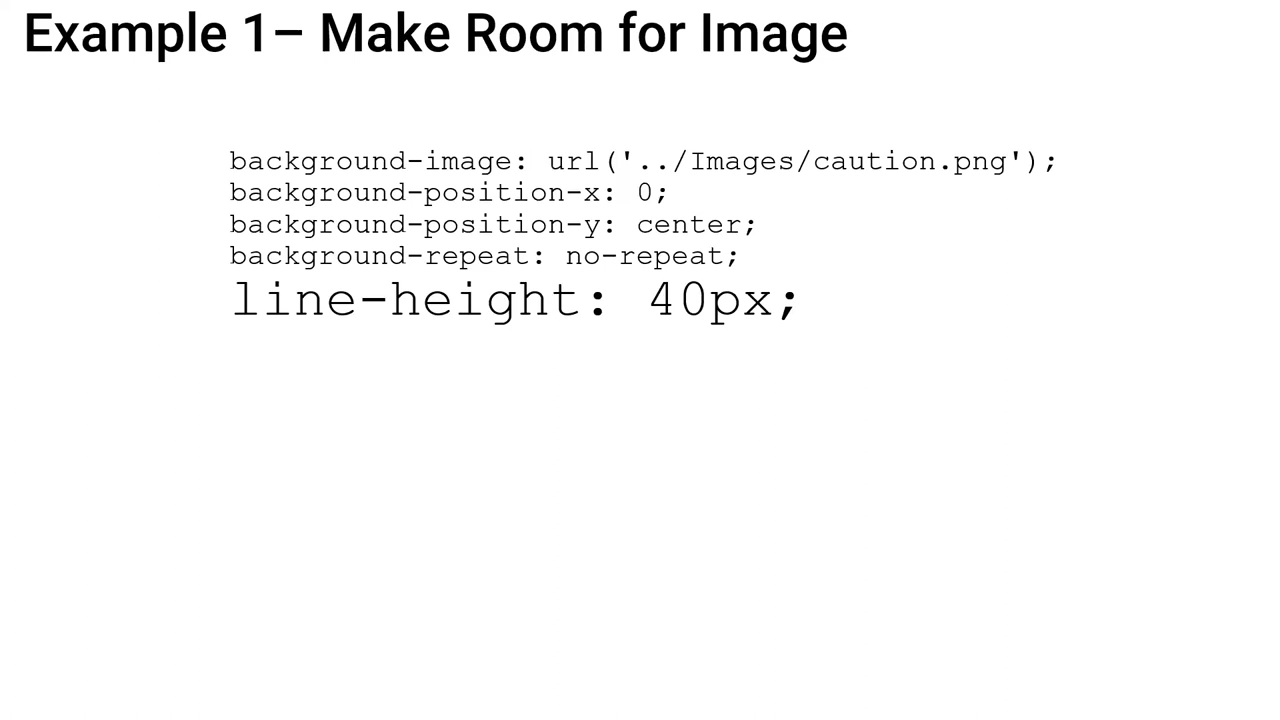 Example 1– Make Room for Image
background-image: url('../Images/caution.png');
background-position-x: 0;
background-position-y: center;
background-repeat: no-repeat;
line-height: 40px;